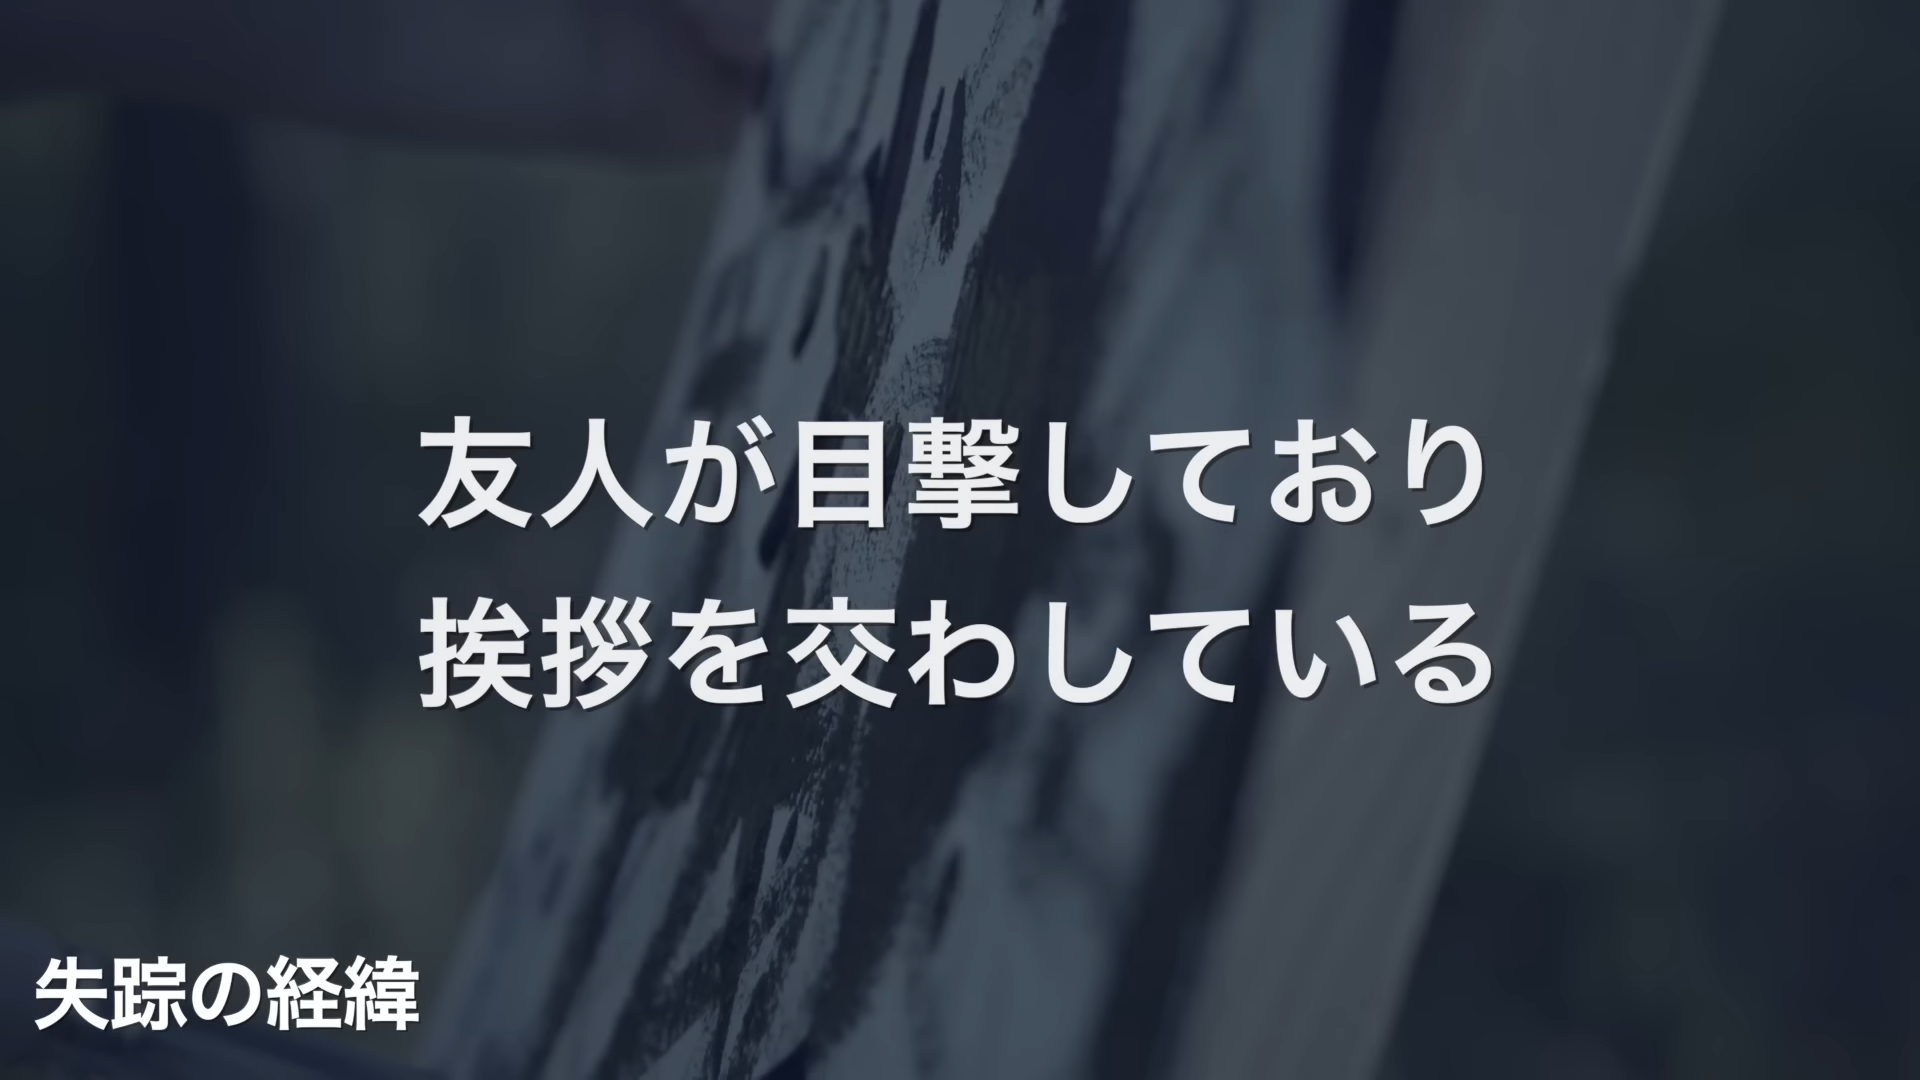 友人が目撃しており
挨拶を交わしている
失踪の経緯